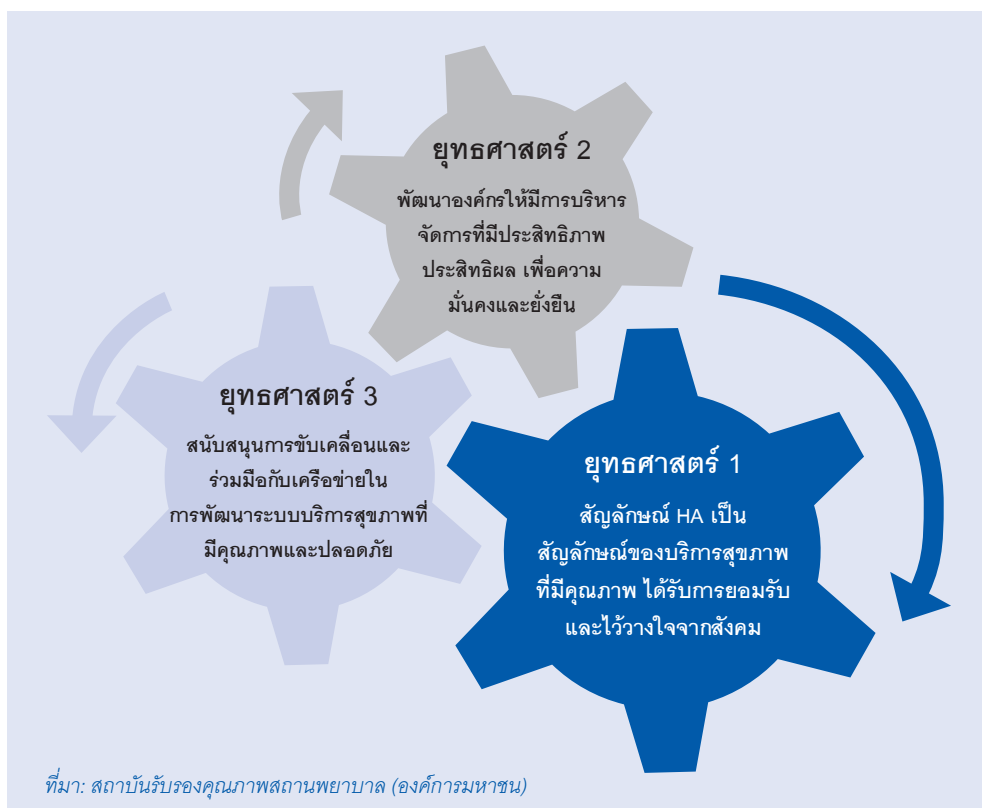 ยุทธศาสตร์ 2
พัฒนาองค์กรให้มีการบริหาร
จัดการที่มีประสิทธิภาพ
ประสิทธิผล เพื่อความ
มั่นคงและยั่งยืน
ยุทธศาสตร์ 3
สนับสนุนการขับเคลื่อนและ
ร่วมมือกับเครือข่ายใน
การพัฒนาระบบบริการสุขภาพที่
มีคุณภาพและปลอดภัย
ยุทธศาสตร์ 1
สัญลักษณ์ HA เป็น
สัญลักษณ์ของบริการสุขภาพ
ที่มีคุณภาพ ได้รับการยอมรับ
และไว้วางใจจากสังคม
ที่มา: สถาบันรับรองคุณภาพสถานพยาบาล (องค์การมหาชน)